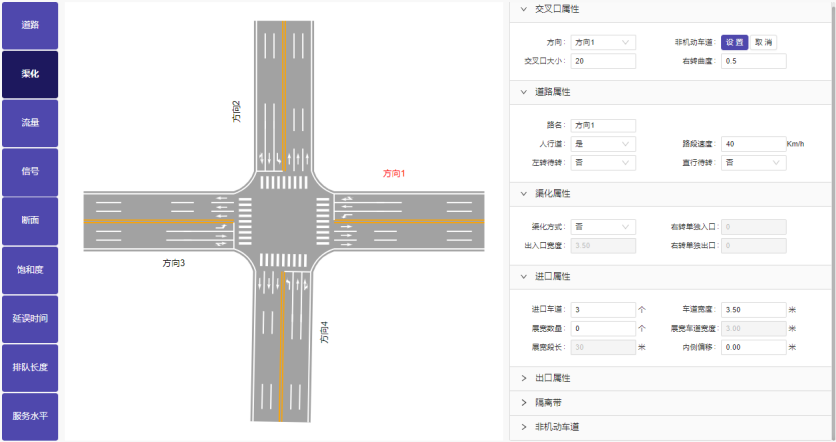 道路
渠化
流量
信号
断面
饱和度
延误时间
排队长度
服务水平
方向2
方向1
方向3
方向4
交叉口属性
方向: 方向1 非机动车道: 设置 取消
交叉口大小: 20 右转曲度: 0.5
道路属性
路名: 方向1
人行道: 是 路段速度: 40 Km/h
左转待转: 否 直行待转: 否
渠化属性
渠化方式: 否 右转单独入口: 0
出入口宽度: 3.50 右转单独出口: 0
进口属性
进口车道: 3 个 车道宽度: 3.50 米
展宽数量: 0 个 展宽车道宽度: 3.00 米
展宽段长: 30 米 内侧偏移: 0.00 米
出口属性
隔离带
非机动车道